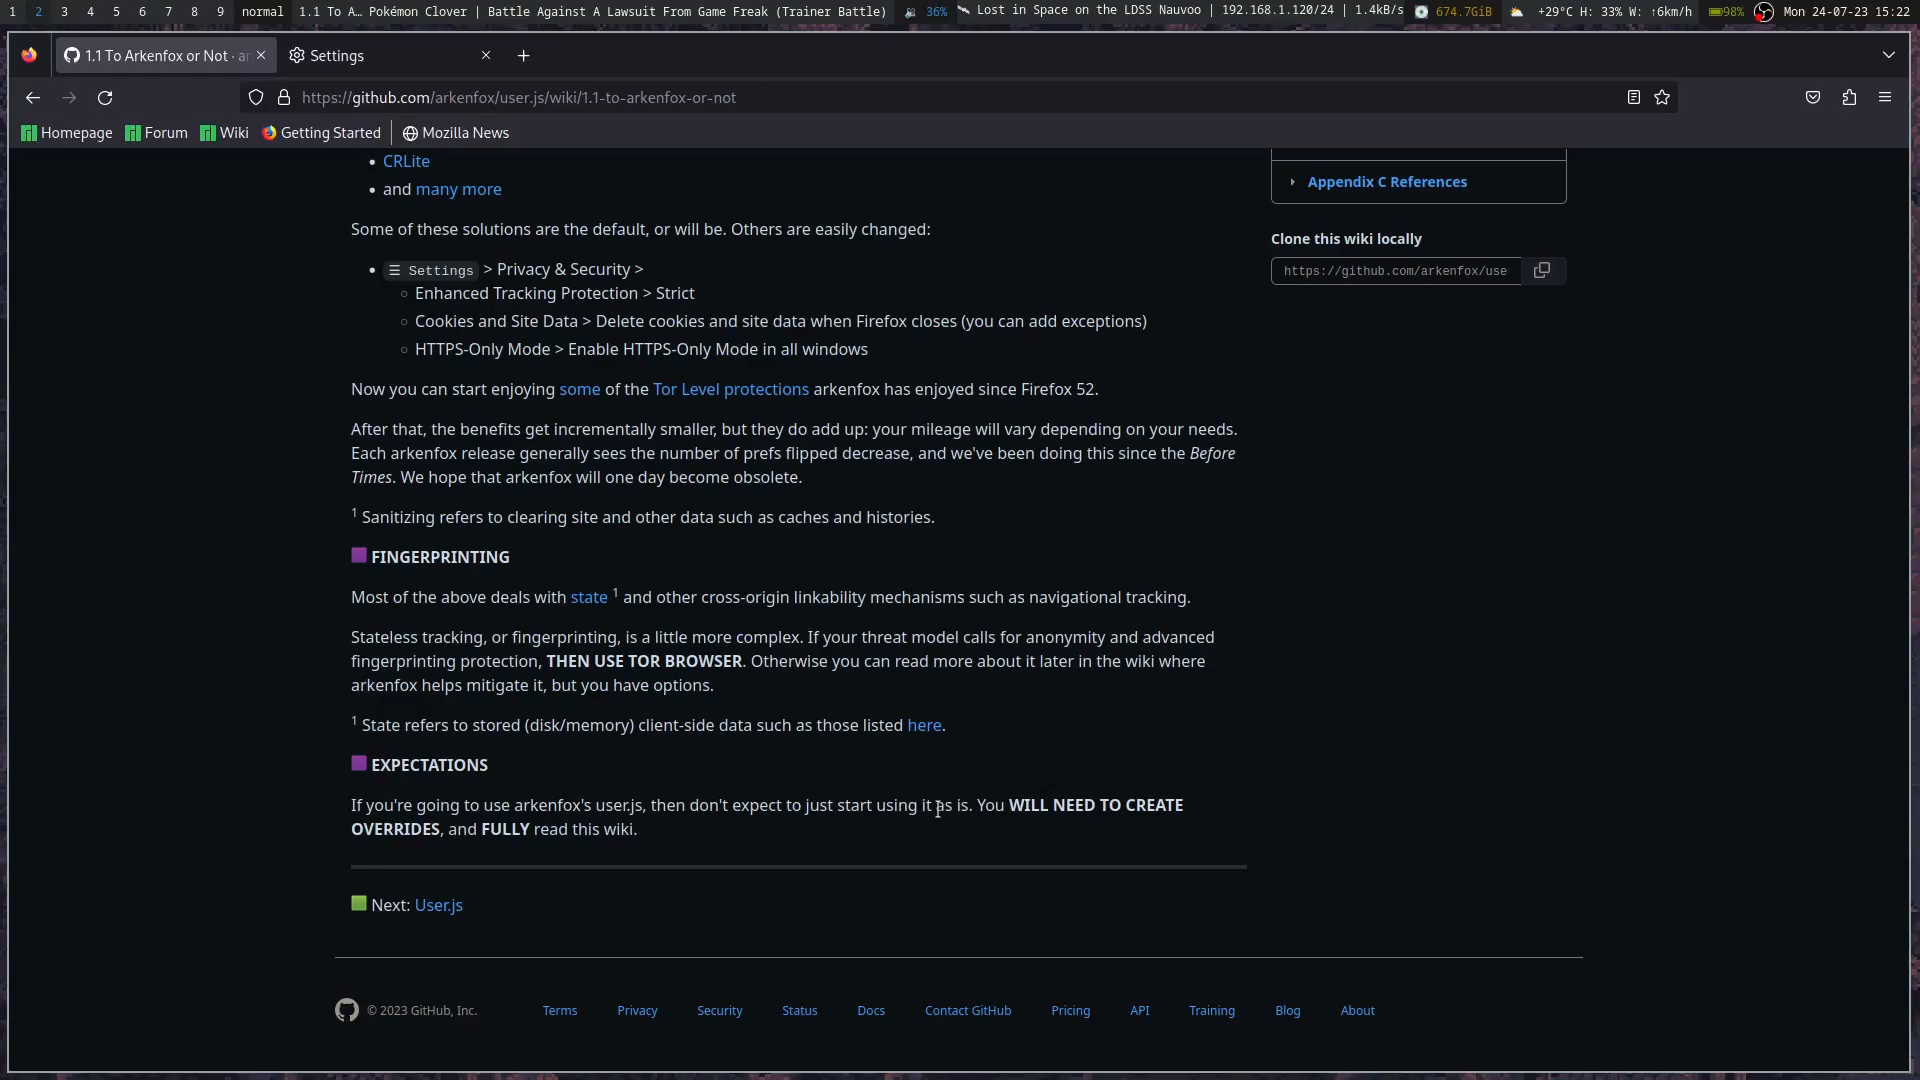 1 2 3 4 5 6 7 8 9 normal 1.1 To A… Pokémon Clover | Battle Against A Lawsuit From Game Freak (Trainer Battle) 36% Lost in Space on the LDSS Nauvoo | 192.168.1.120/24 | 1.4kB/s 674.7GiB +29°C H: 33% W: ↑6km/h 98% Mon 24-07-23 15:22
1.1 To Arkenfox or Not · ar Settings
https://github.com/arkenfox/user.js/wiki/1.1-to-arkenfox-or-not
Homepage Forum Wiki Getting Started Mozilla News
• CRLite
• and many more
Some of these solutions are the default, or will be. Others are easily changed:
• ☰ Settings > Privacy & Security >
○ Enhanced Tracking Protection > Strict
○ Cookies and Site Data > Delete cookies and site data when Firefox closes (you can add exceptions)
○ HTTPS-Only Mode > Enable HTTPS-Only Mode in all windows
Now you can start enjoying some of the Tor Level protections arkenfox has enjoyed since Firefox 52.
After that, the benefits get incrementally smaller, but they do add up: your mileage will vary depending on your needs.
Each arkenfox release generally sees the number of prefs flipped decrease, and we've been doing this since the Before
Times. We hope that arkenfox will one day become obsolete.
1 Sanitizing refers to clearing site and other data such as caches and histories.
FINGERPRINTING
Most of the above deals with state 1 and other cross-origin linkability mechanisms such as navigational tracking.
Stateless tracking, or fingerprinting, is a little more complex. If your threat model calls for anonymity and advanced
fingerprinting protection, THEN USE TOR BROWSER. Otherwise you can read more about it later in the wiki where
arkenfox helps mitigate it, but you have options.
1 State refers to stored (disk/memory) client-side data such as those listed here.
EXPECTATIONS
If you're going to use arkenfox's user.js, then don't expect to just start using it as is. You WILL NEED TO CREATE
OVERRIDES, and FULLY read this wiki.
Next: User.js
Appendix C References
Clone this wiki locally
https://github.com/arkenfox/use
© 2023 GitHub, Inc. Terms Privacy Security Status Docs Contact GitHub Pricing API Training Blog About